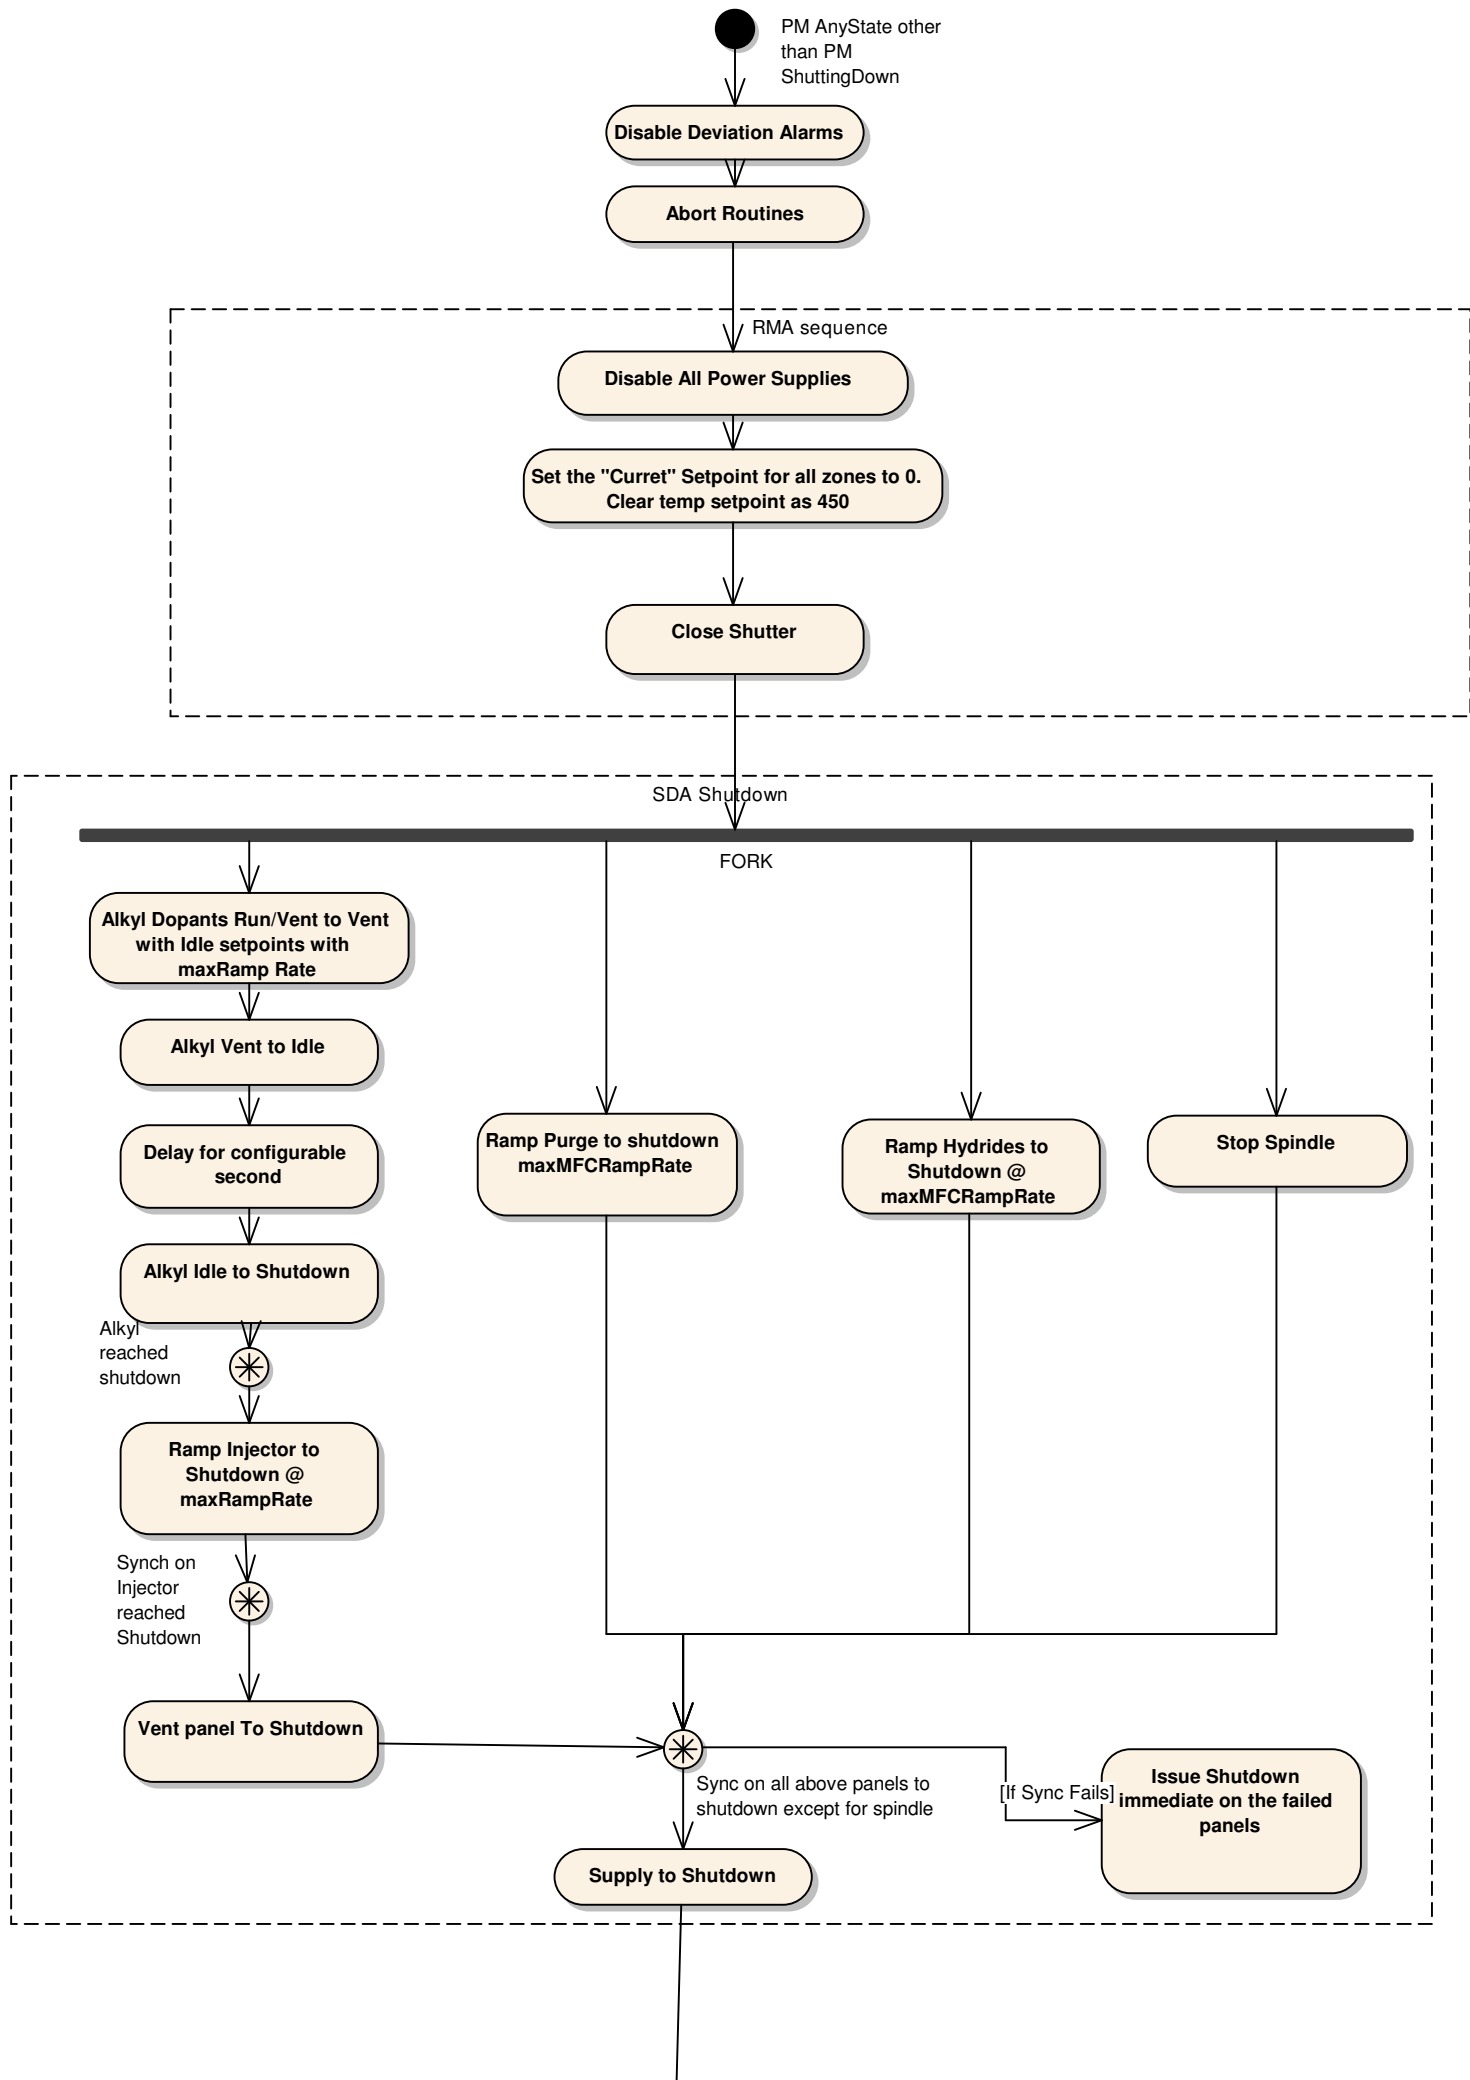 PM AnyState other
than PM
ShuttingDown
Disable Deviation Alarms
Abort Routines
RMA sequence
Disable All Power Supplies
Set the "Curret" Setpoint for all zones to 0.
Clear temp setpoint as 450
Close Shutter
SDA Shutdown
FORK
Alkyl Dopants Run/Vent to Vent
with Idle setpoints with
maxRamp Rate
Alkyl Vent to Idle
Delay for configurable
second
Alkyl Idle to Shutdown
Alkyl
reached
shutdown
Ramp Injector to
Shutdown @
maxRampRate
Synch on
Injector
reached
Shutdown
Vent panel To Shutdown
Ramp Purge to shutdown
maxMFCRampRate
Ramp Hydrides to
Shutdown @
maxMFCRampRate
Stop Spindle
Sync on all above panels to
shutdown except for spindle
[If Sync Fails]
Issue Shutdown
immediate on the failed
panels
Supply to Shutdown